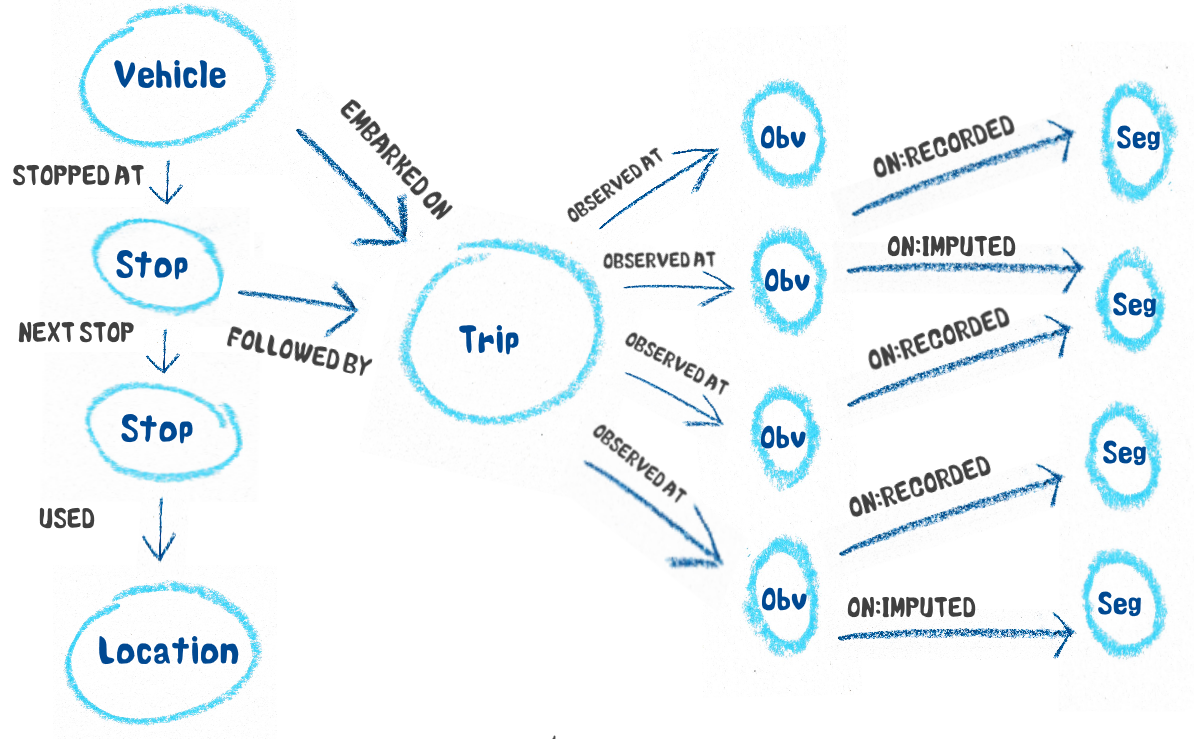 Vehicle
STOPPED AT
Stop
NEXT STOP
Stop
USED
Location
EMBARKED ON
FOLLOWED BY
Trip
OBSERVED AT
OBSERVED AT
OBSERVED AT
OBSERVED AT
Obv
Obv
Obv
Obv
ON:RECORDED
ON:IMPUTED
ON:RECORDED
ON:RECORDED
ON:IMPUTED
Seg
Seg
Seg
Seg